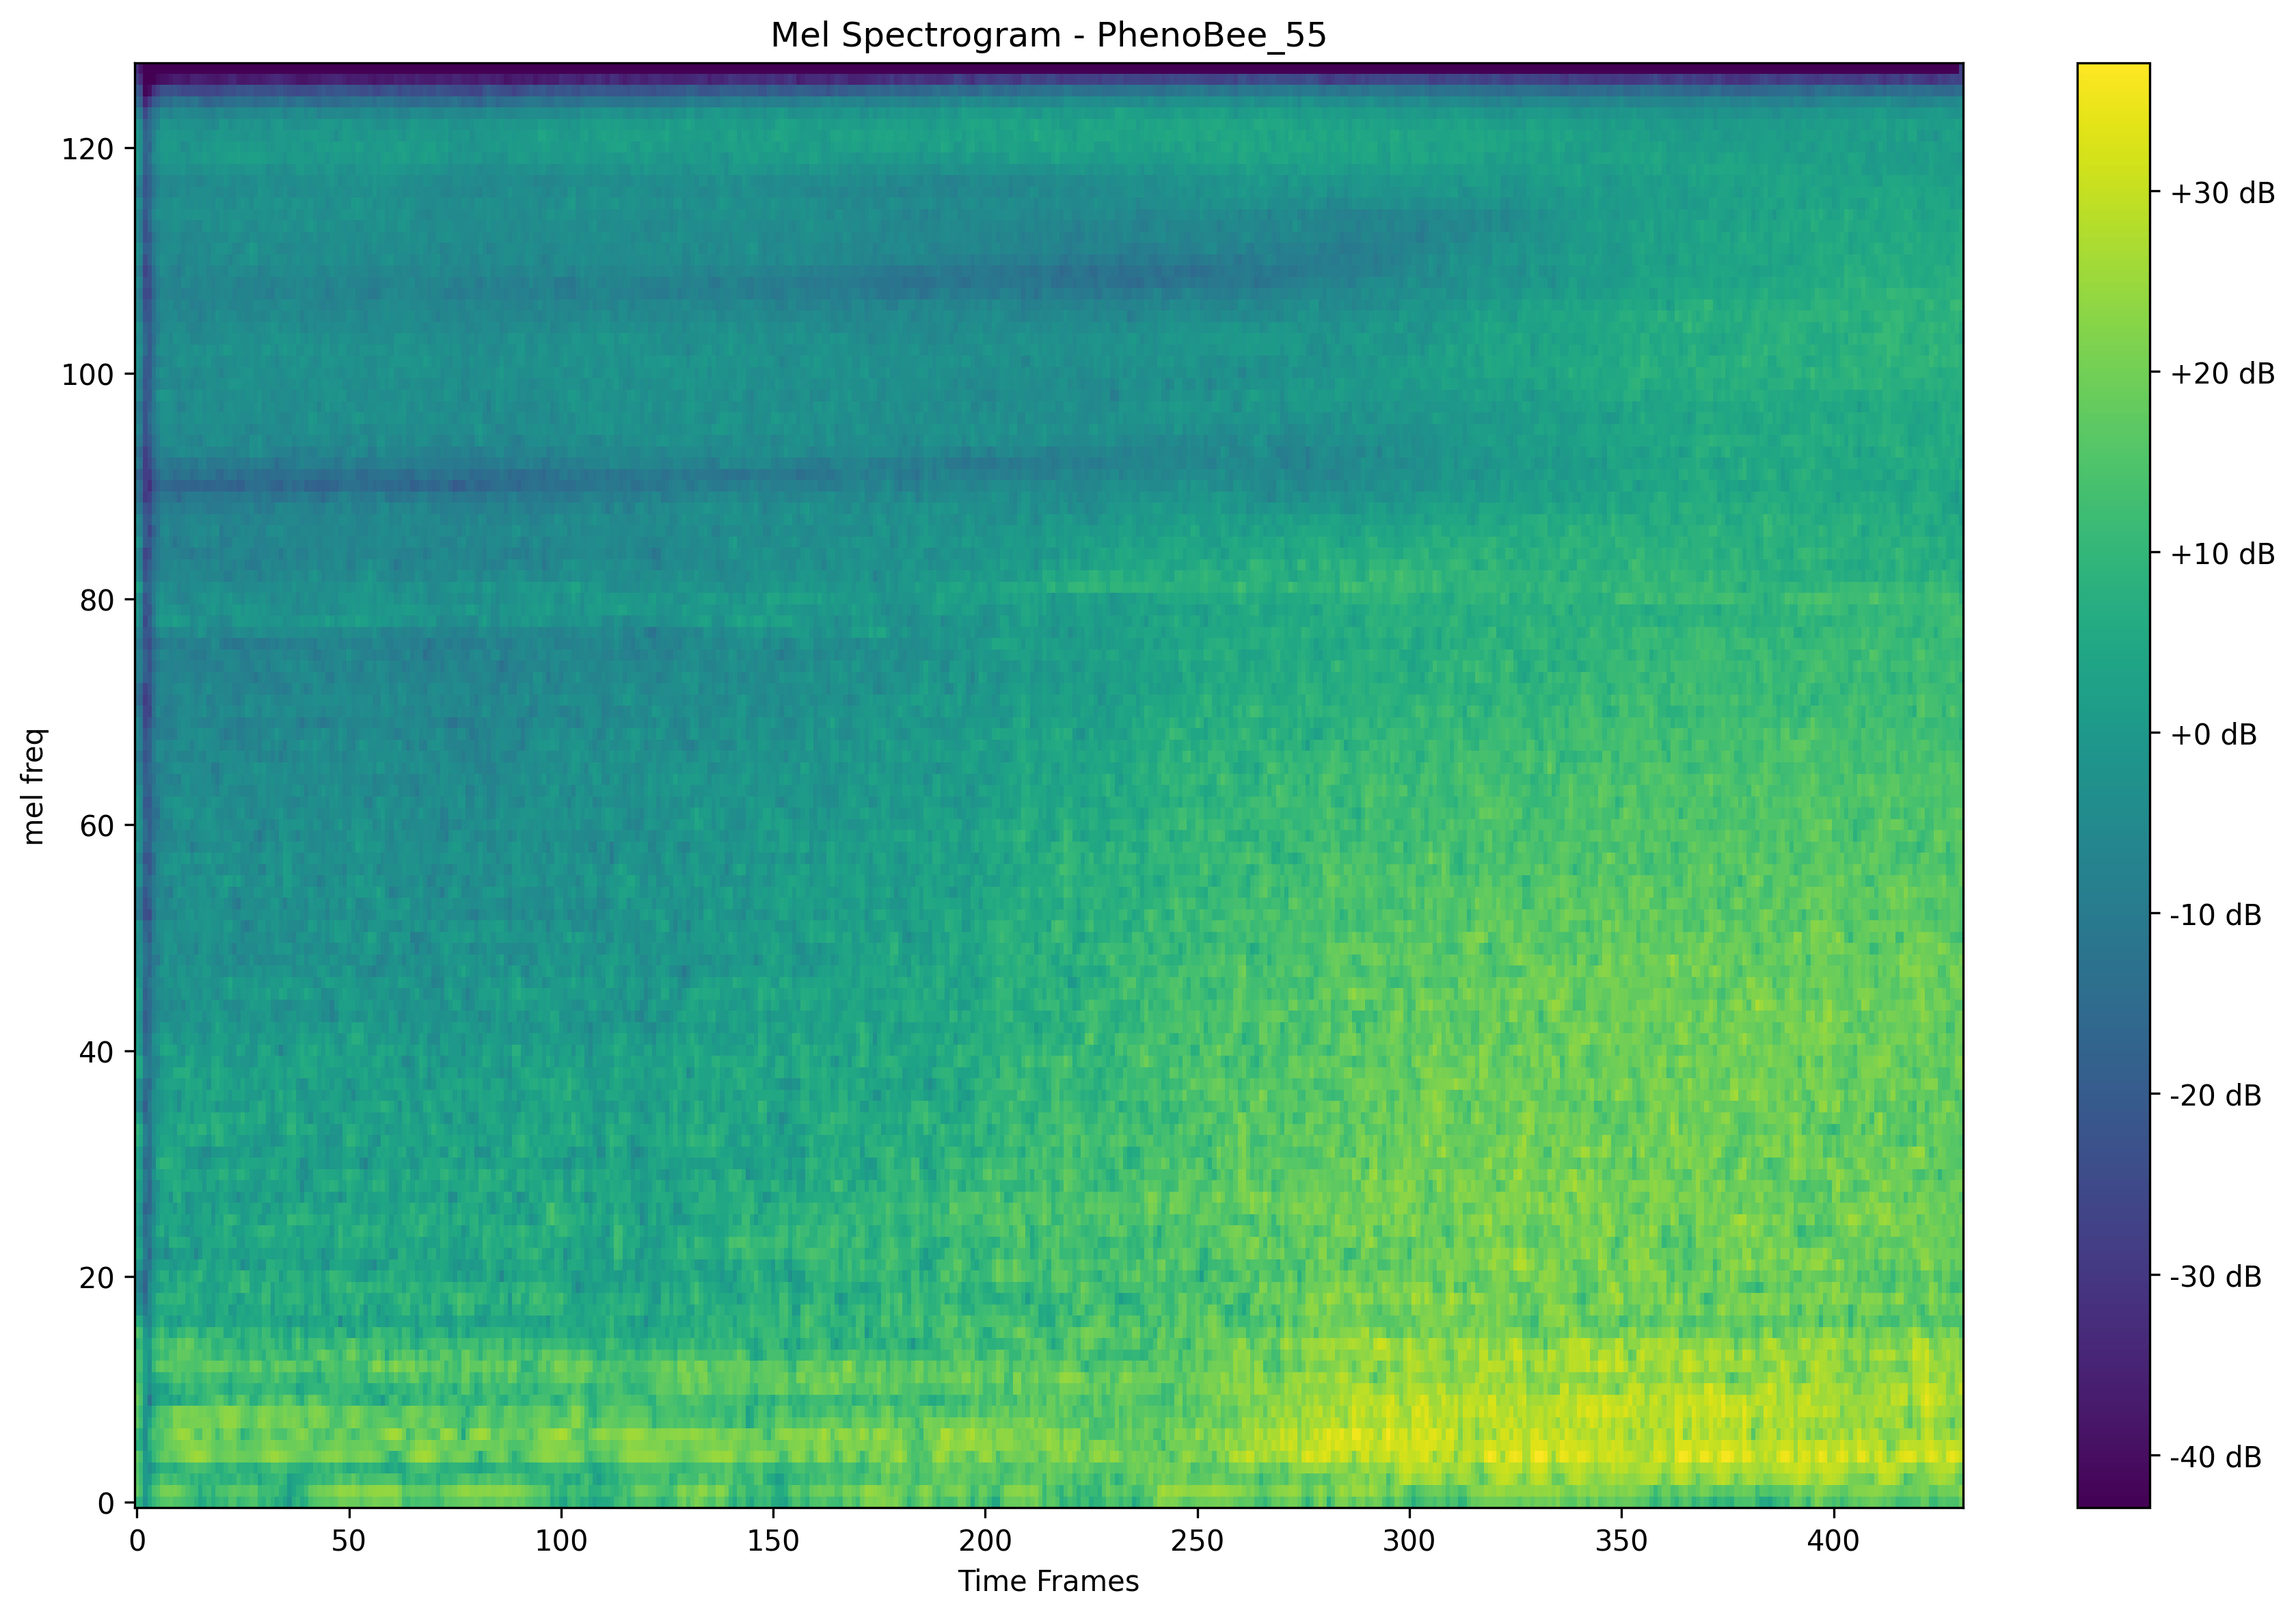 Mel Spectrogram - PhenoBee_55
mel freq
120
100
80
60
40
20
0
0 50 100 150 200 250 300 350 400
Time Frames
+30 dB
+20 dB
+10 dB
+0 dB
-10 dB
-20 dB
-30 dB
-40 dB